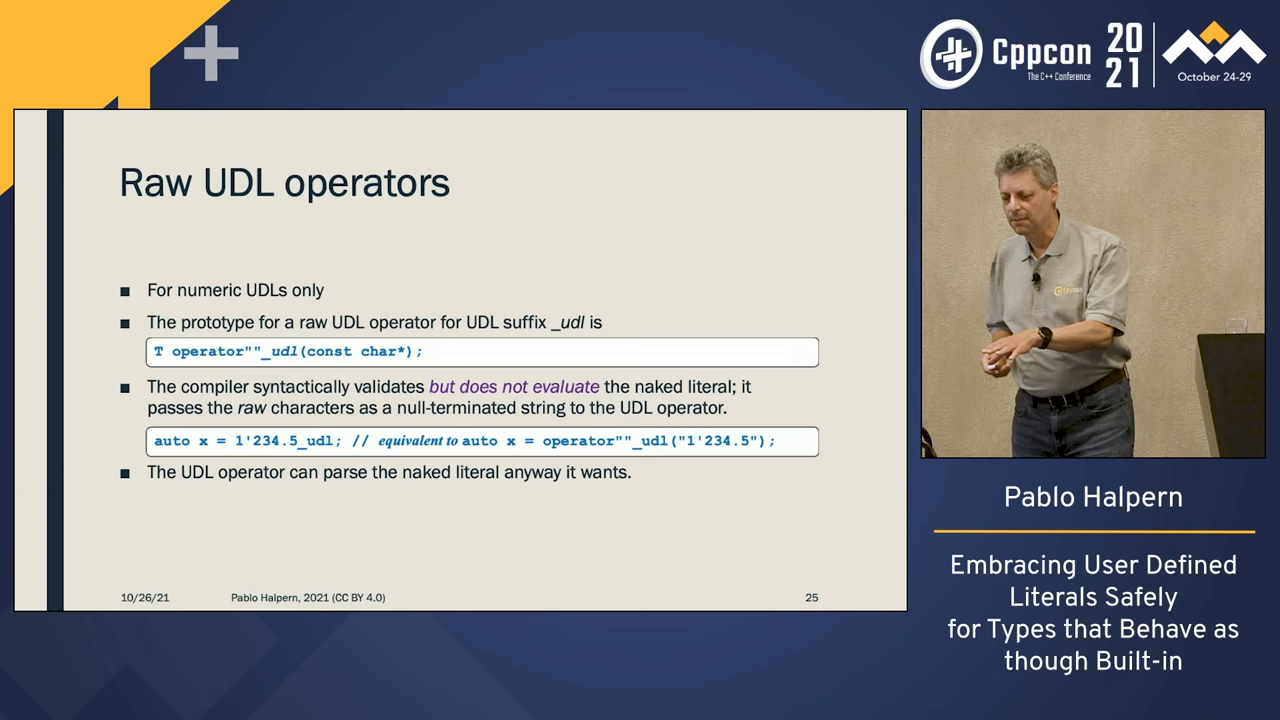 Cppcon
The C++ Conference
20
21
October 24-29
Raw UDL operators
For numeric UDLs only
The prototype for a raw UDL operator for UDL suffix _udl is
T operator""_udl(const char*);
The compiler syntactically validates but does not evaluate the naked literal; it
passes the raw characters as a null-terminated string to the UDL operator.
auto x = 1'234.5_udl; // equivalent to auto x = operator""_udl("1'234.5");
The UDL operator can parse the naked literal anyway it wants.
10/26/21
Pablo Halpern, 2021 (CC BY 4.0)
25
Pablo Halpern
Embracing User Defined
Literals Safely
for Types that Behave as
though Built-in